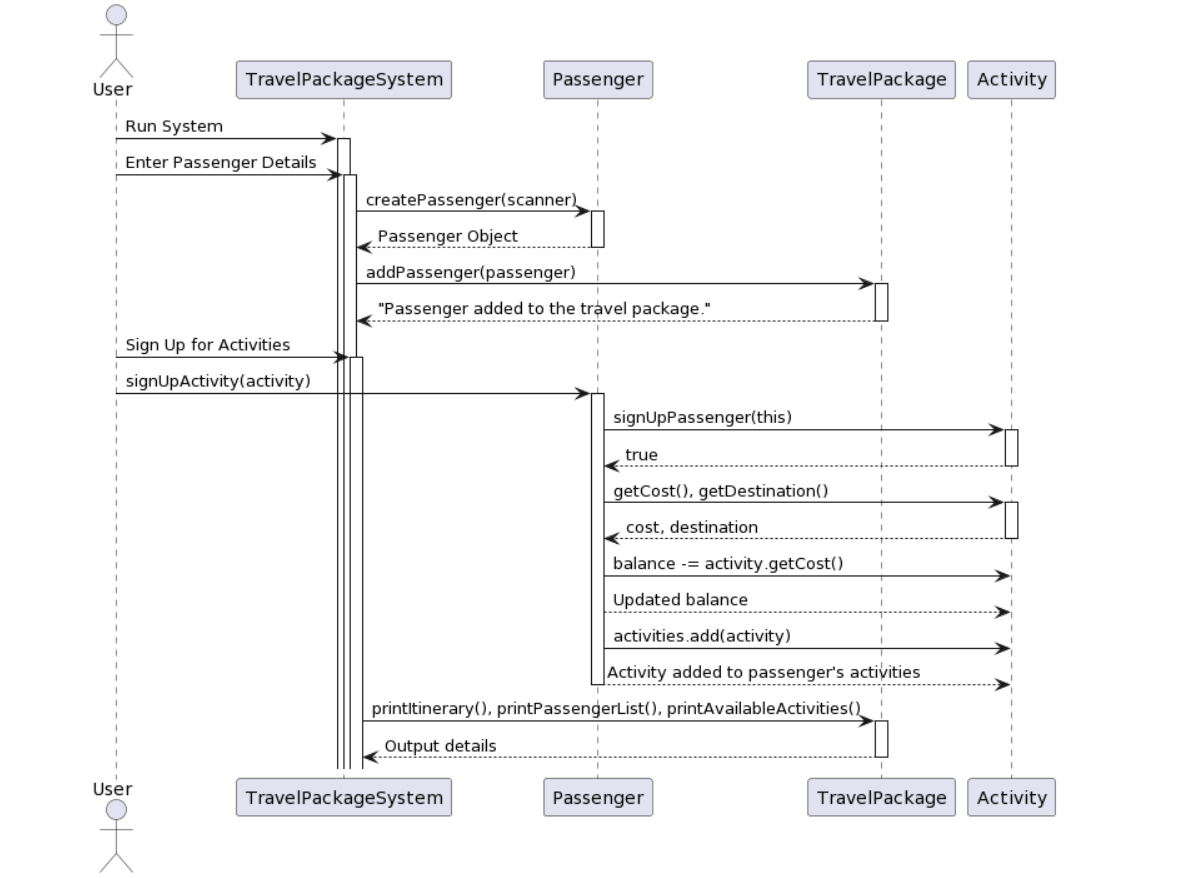 User
TravelPackageSystem
Passenger
TravelPackage
Activity
Run System
Enter Passenger Details
createPassenger(scanner)
Passenger Object
addPassenger(passenger)
"Passenger added to the travel package."
Sign Up for Activities
signUpActivity(activity)
signUpPassenger(this)
true
getCost(), getDestination()
cost, destination
balance -= activity.getCost()
Updated balance
activities.add(activity)
Activity added to passenger's activities
printItinerary(), printPassengerList(), printAvailableActivities()
Output details
User
TravelPackageSystem
Passenger
TravelPackage
Activity